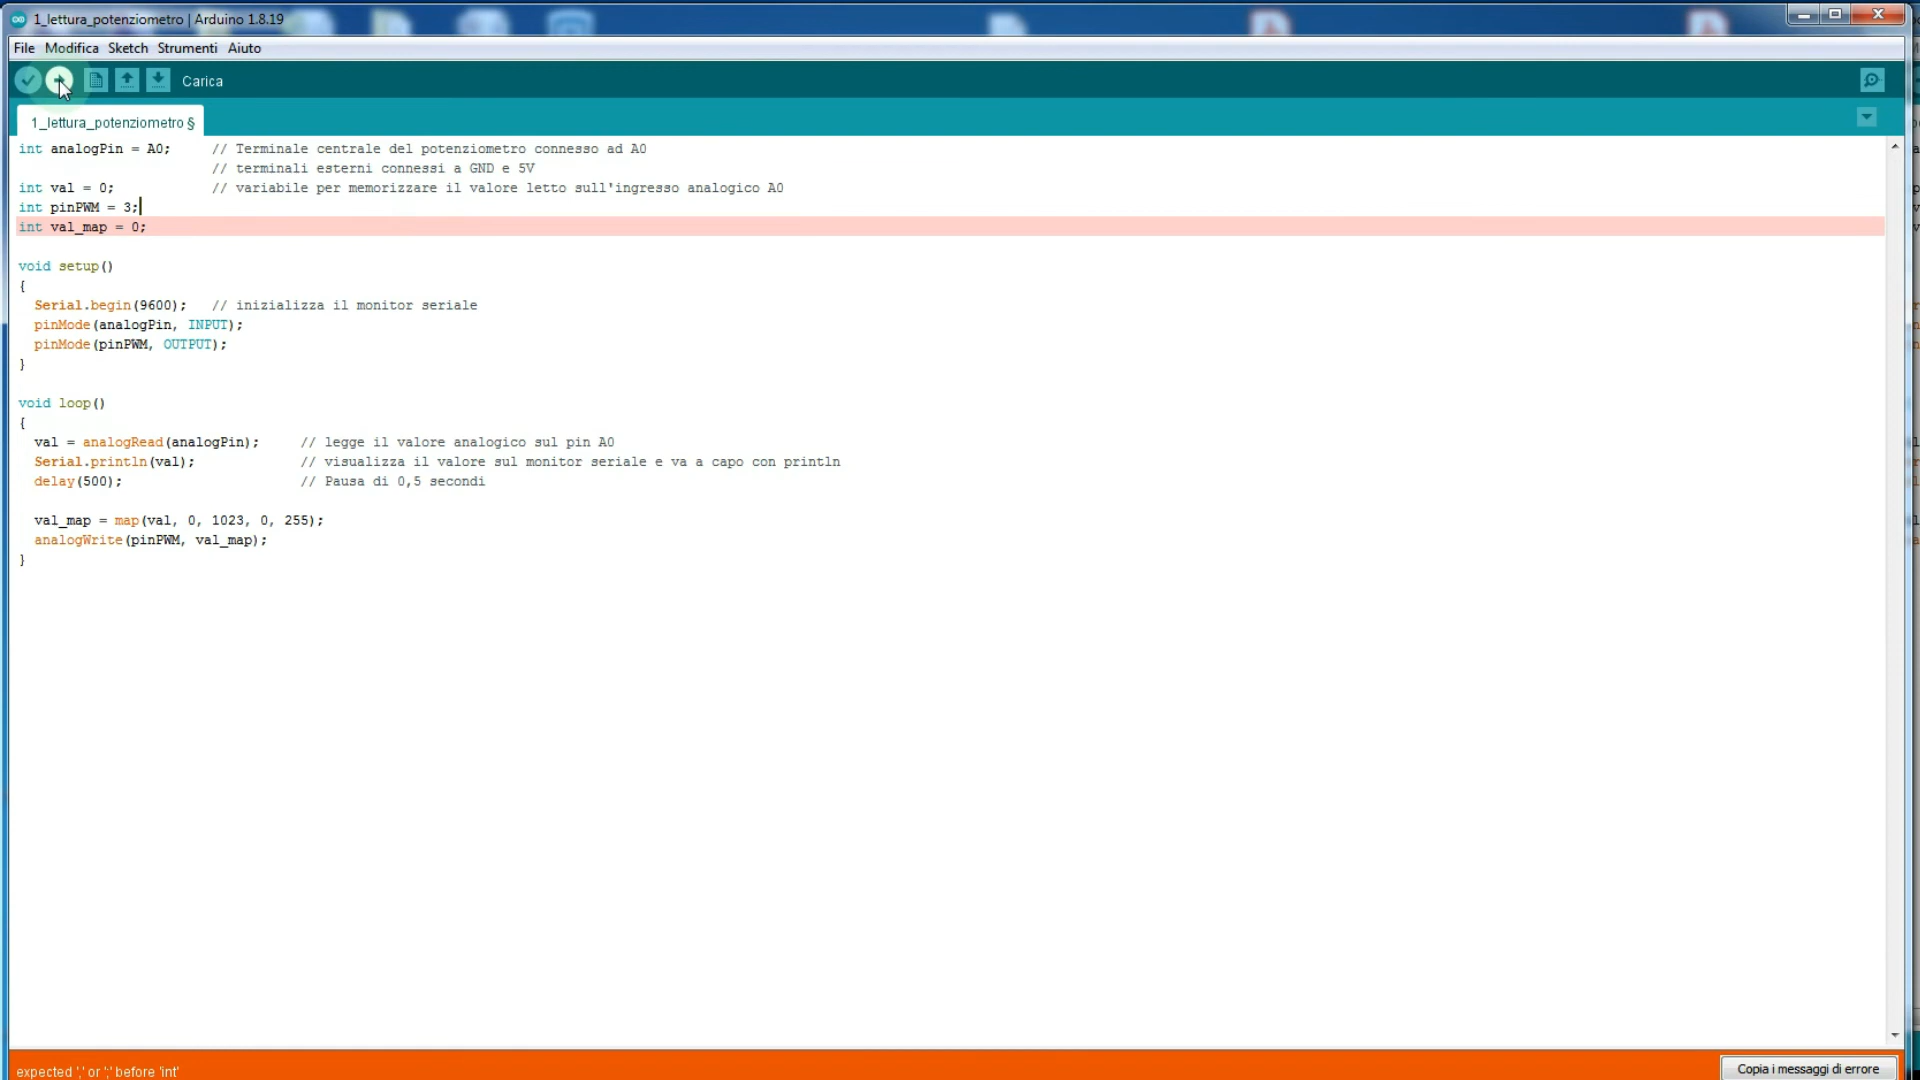 1_lettura_potenziometro | Arduino 1.8.19
File Modifica Sketch Strumenti Aiuto
Carica
1_lettura_potenziometro §
int analogPin = A0; // Terminale centrale del potenziometro connesso ad A0
// terminali esterni connessi a GND e 5V
int val = 0; // variabile per memorizzare il valore letto sull'ingresso analogico A0
int pinPWM = 3;
int val_map = 0;
void setup()
{
Serial.begin(9600); // inizializza il monitor seriale
pinMode(analogPin, INPUT);
pinMode(pinPWM, OUTPUT);
}
void loop()
{
val = analogRead(analogPin); // legge il valore analogico sul pin A0
Serial.println(val); // visualizza il valore sul monitor seriale e va a capo con println
delay(500); // Pausa di 0,5 secondi
val_map = map(val, 0, 1023, 0, 255);
analogWrite(pinPWM, val_map);
}
expected ',' or ';' before 'int'
Copia i messaggi di errore